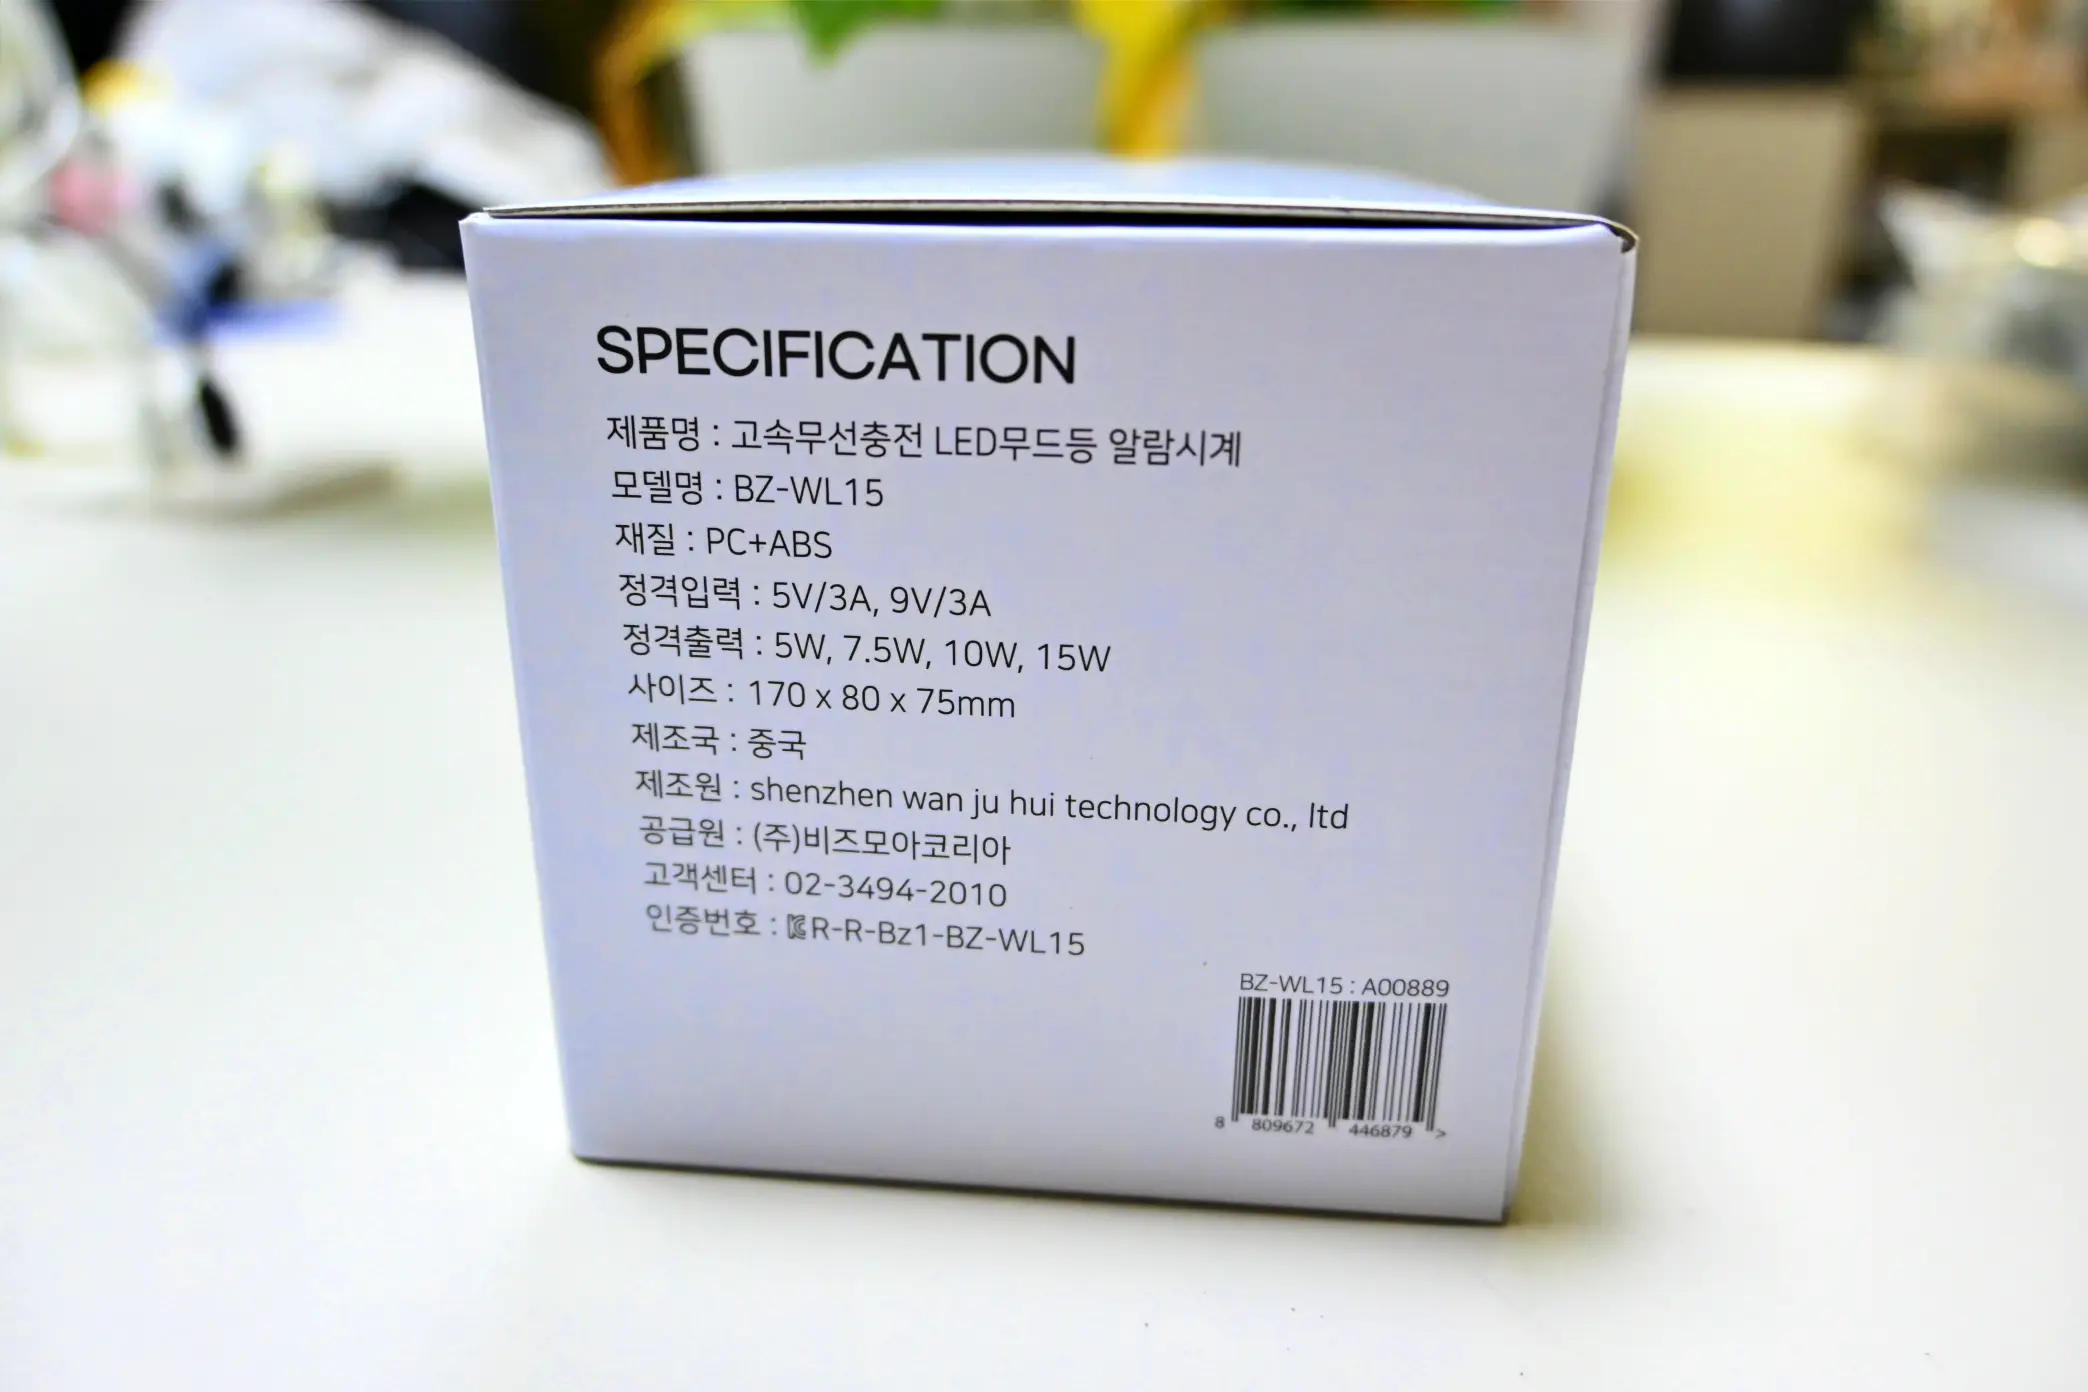 SPECIFICATION
제품명 : 고속무선충전 LED무드등 알람시계
모델명 : BZ-WL15
재질 : PC+ABS
정격입력 : 5V/3A, 9V/3A
정격출력 : 5W, 7.5W, 10W, 15W
사이즈 : 170 x 80 x 75mm
제조국 : 중국
제조원 : shenzhen wan ju hui technology co., ltd
공급원 : (주)비즈모아코리아
고객센터 : 02-3494-2010
인증번호 : R-R-Bz1-BZ-WL15
BZ-WL15 : A00889
8 809672 446879 >